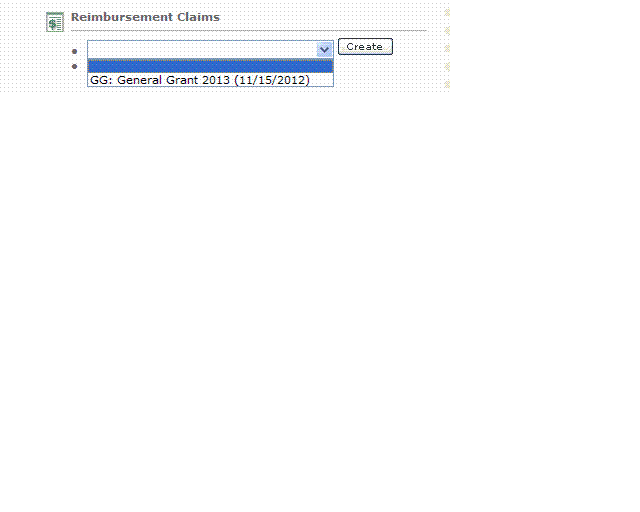 Reimbursement Claims
Create
GG: General Grant 2013 (11/15/2012)